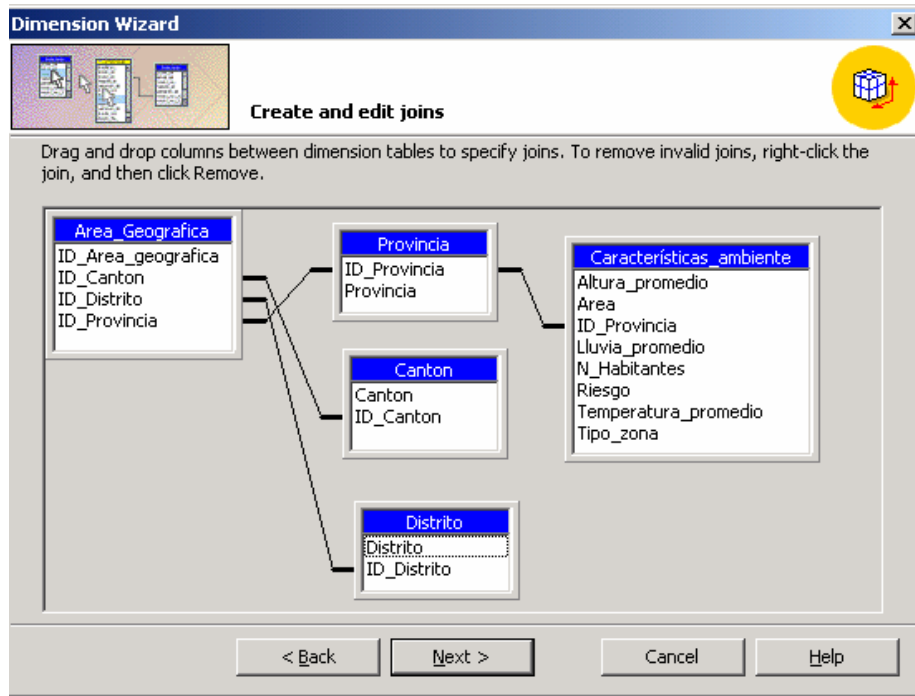 Dimension Wizard
Create and edit joins
Drag and drop columns between dimension tables to specify joins. To remove invalid joins, right-click the
join, and then click Remove.
Area_Geografica
ID_Area_geografica
ID_Canton
ID_Distrito
ID_Provincia
Provincia
ID_Provincia
Provincia
Canton
Canton
ID_Canton
Distrito
Distrito
ID_Distrito
Características_ambiente
Altura_promedio
Area
ID_Provincia
Lluvia_promedio
N_Habitantes
Riesgo
Temperatura_promedio
Tipo_zona
< Back
Next >
Cancel
Help